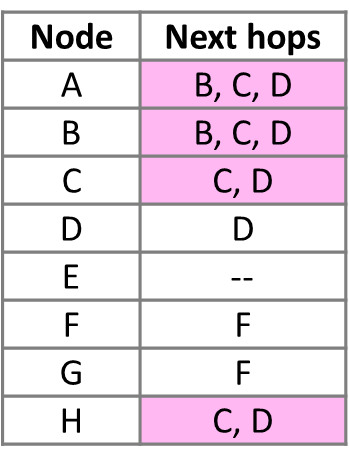 Node Next hops
A B, C, D
B B, C, D
C C, D
D D
E --
F F
G F
H C, D